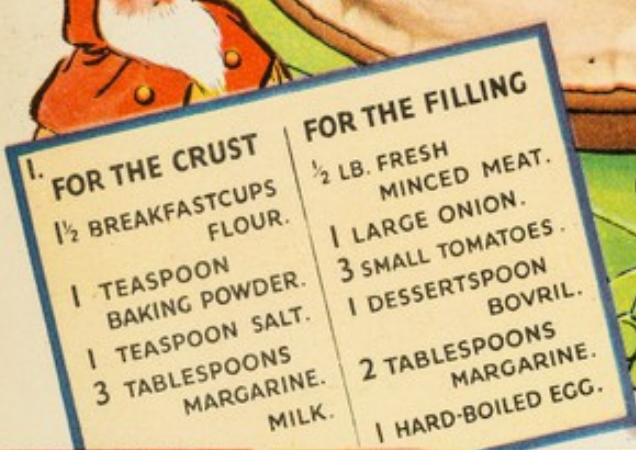 1.
FOR THE CRUST
1½ BREAKFASTCUPS
FLOUR.
1 TEASPOON
BAKING POWDER.
1 TEASPOON SALT.
3 TABLESPOONS
MARGARINE.
MILK.
FOR THE FILLING
½ LB. FRESH
MINCED MEAT.
1 LARGE ONION.
3 SMALL TOMATOES.
1 DESSERTSPOON
BOVRIL.
2 TABLESPOONS
MARGARINE.
1 HARD-BOILED EGG.